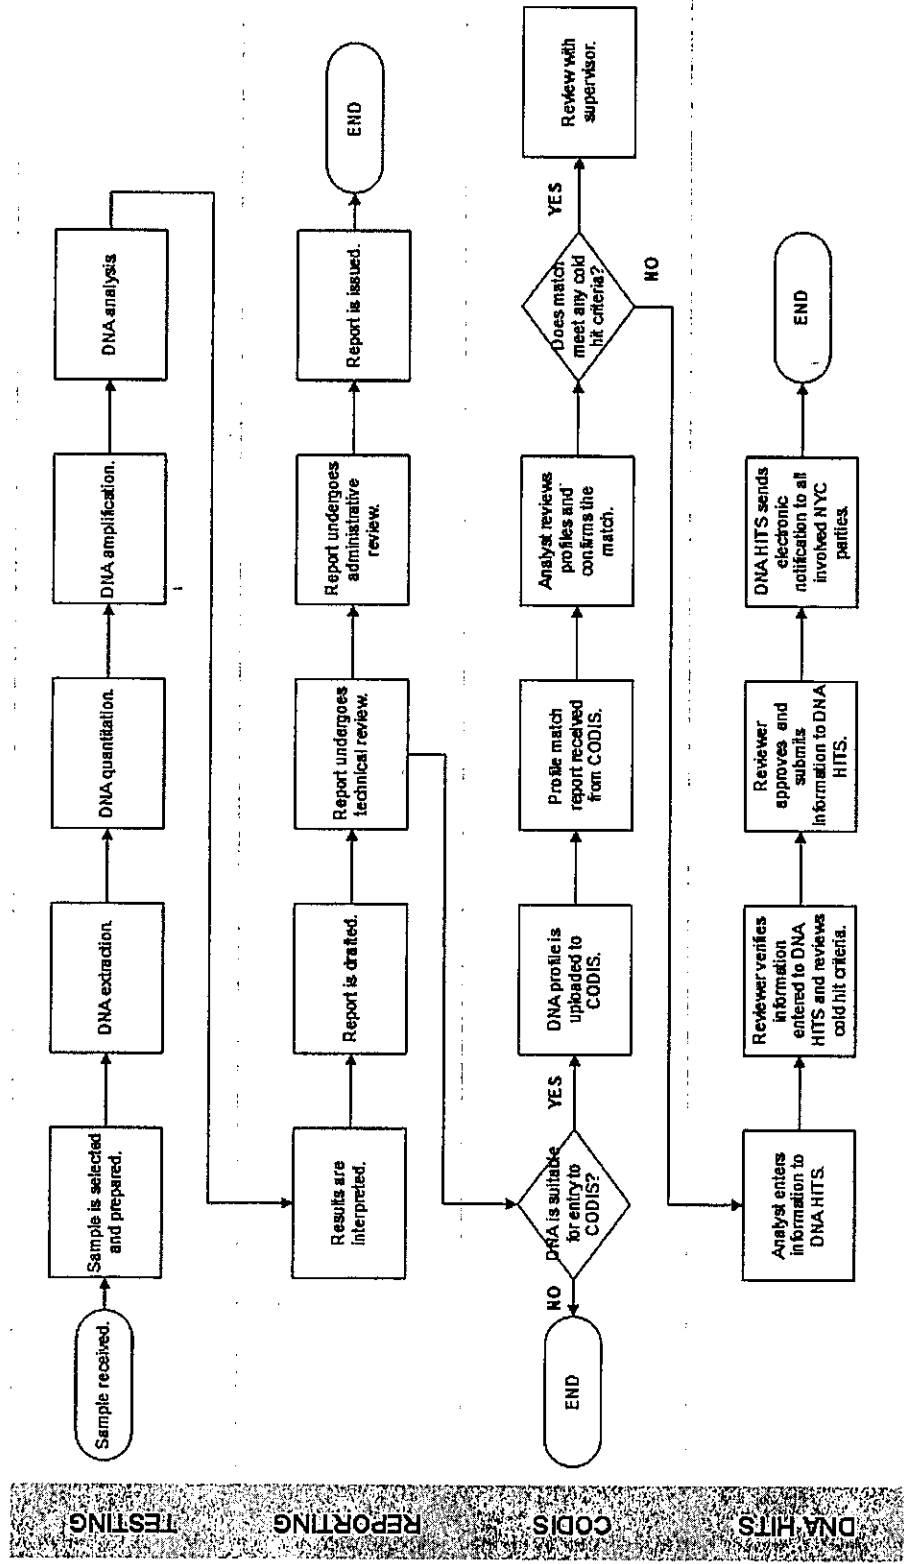 TESTING
Sample received.
Sample is selected
and prepared.
DNA extraction.
DNA quantitation.
DNA amplification.
DNA analysis
REPORTING
Results are
interpreted.
Report is drafted.
Report undergoes
technical review.
Report undergoes
administrative
review.
Report is issued.
END
CODIS
END
NO
DNA is suitable
for entry to
CODIS?
YES
DNA profile is
uploaded to
CODIS.
Profile match
report received
from CODIS.
Analyst reviews
profiles and
confirms the
match.
Does match
meet any cold
hit criteria?
YES
NO
Review with
supervisor.
DNA HITS
Analyst enters
information to
DNA HITS.
Reviewer verifies
information
entered to DNA
HITS and reviews
cold hit criteria.
Reviewer
approves and
submits
information to DNA
HITS.
DNA HITS sends
electronic
notification to all
involved NYC
parties.
END